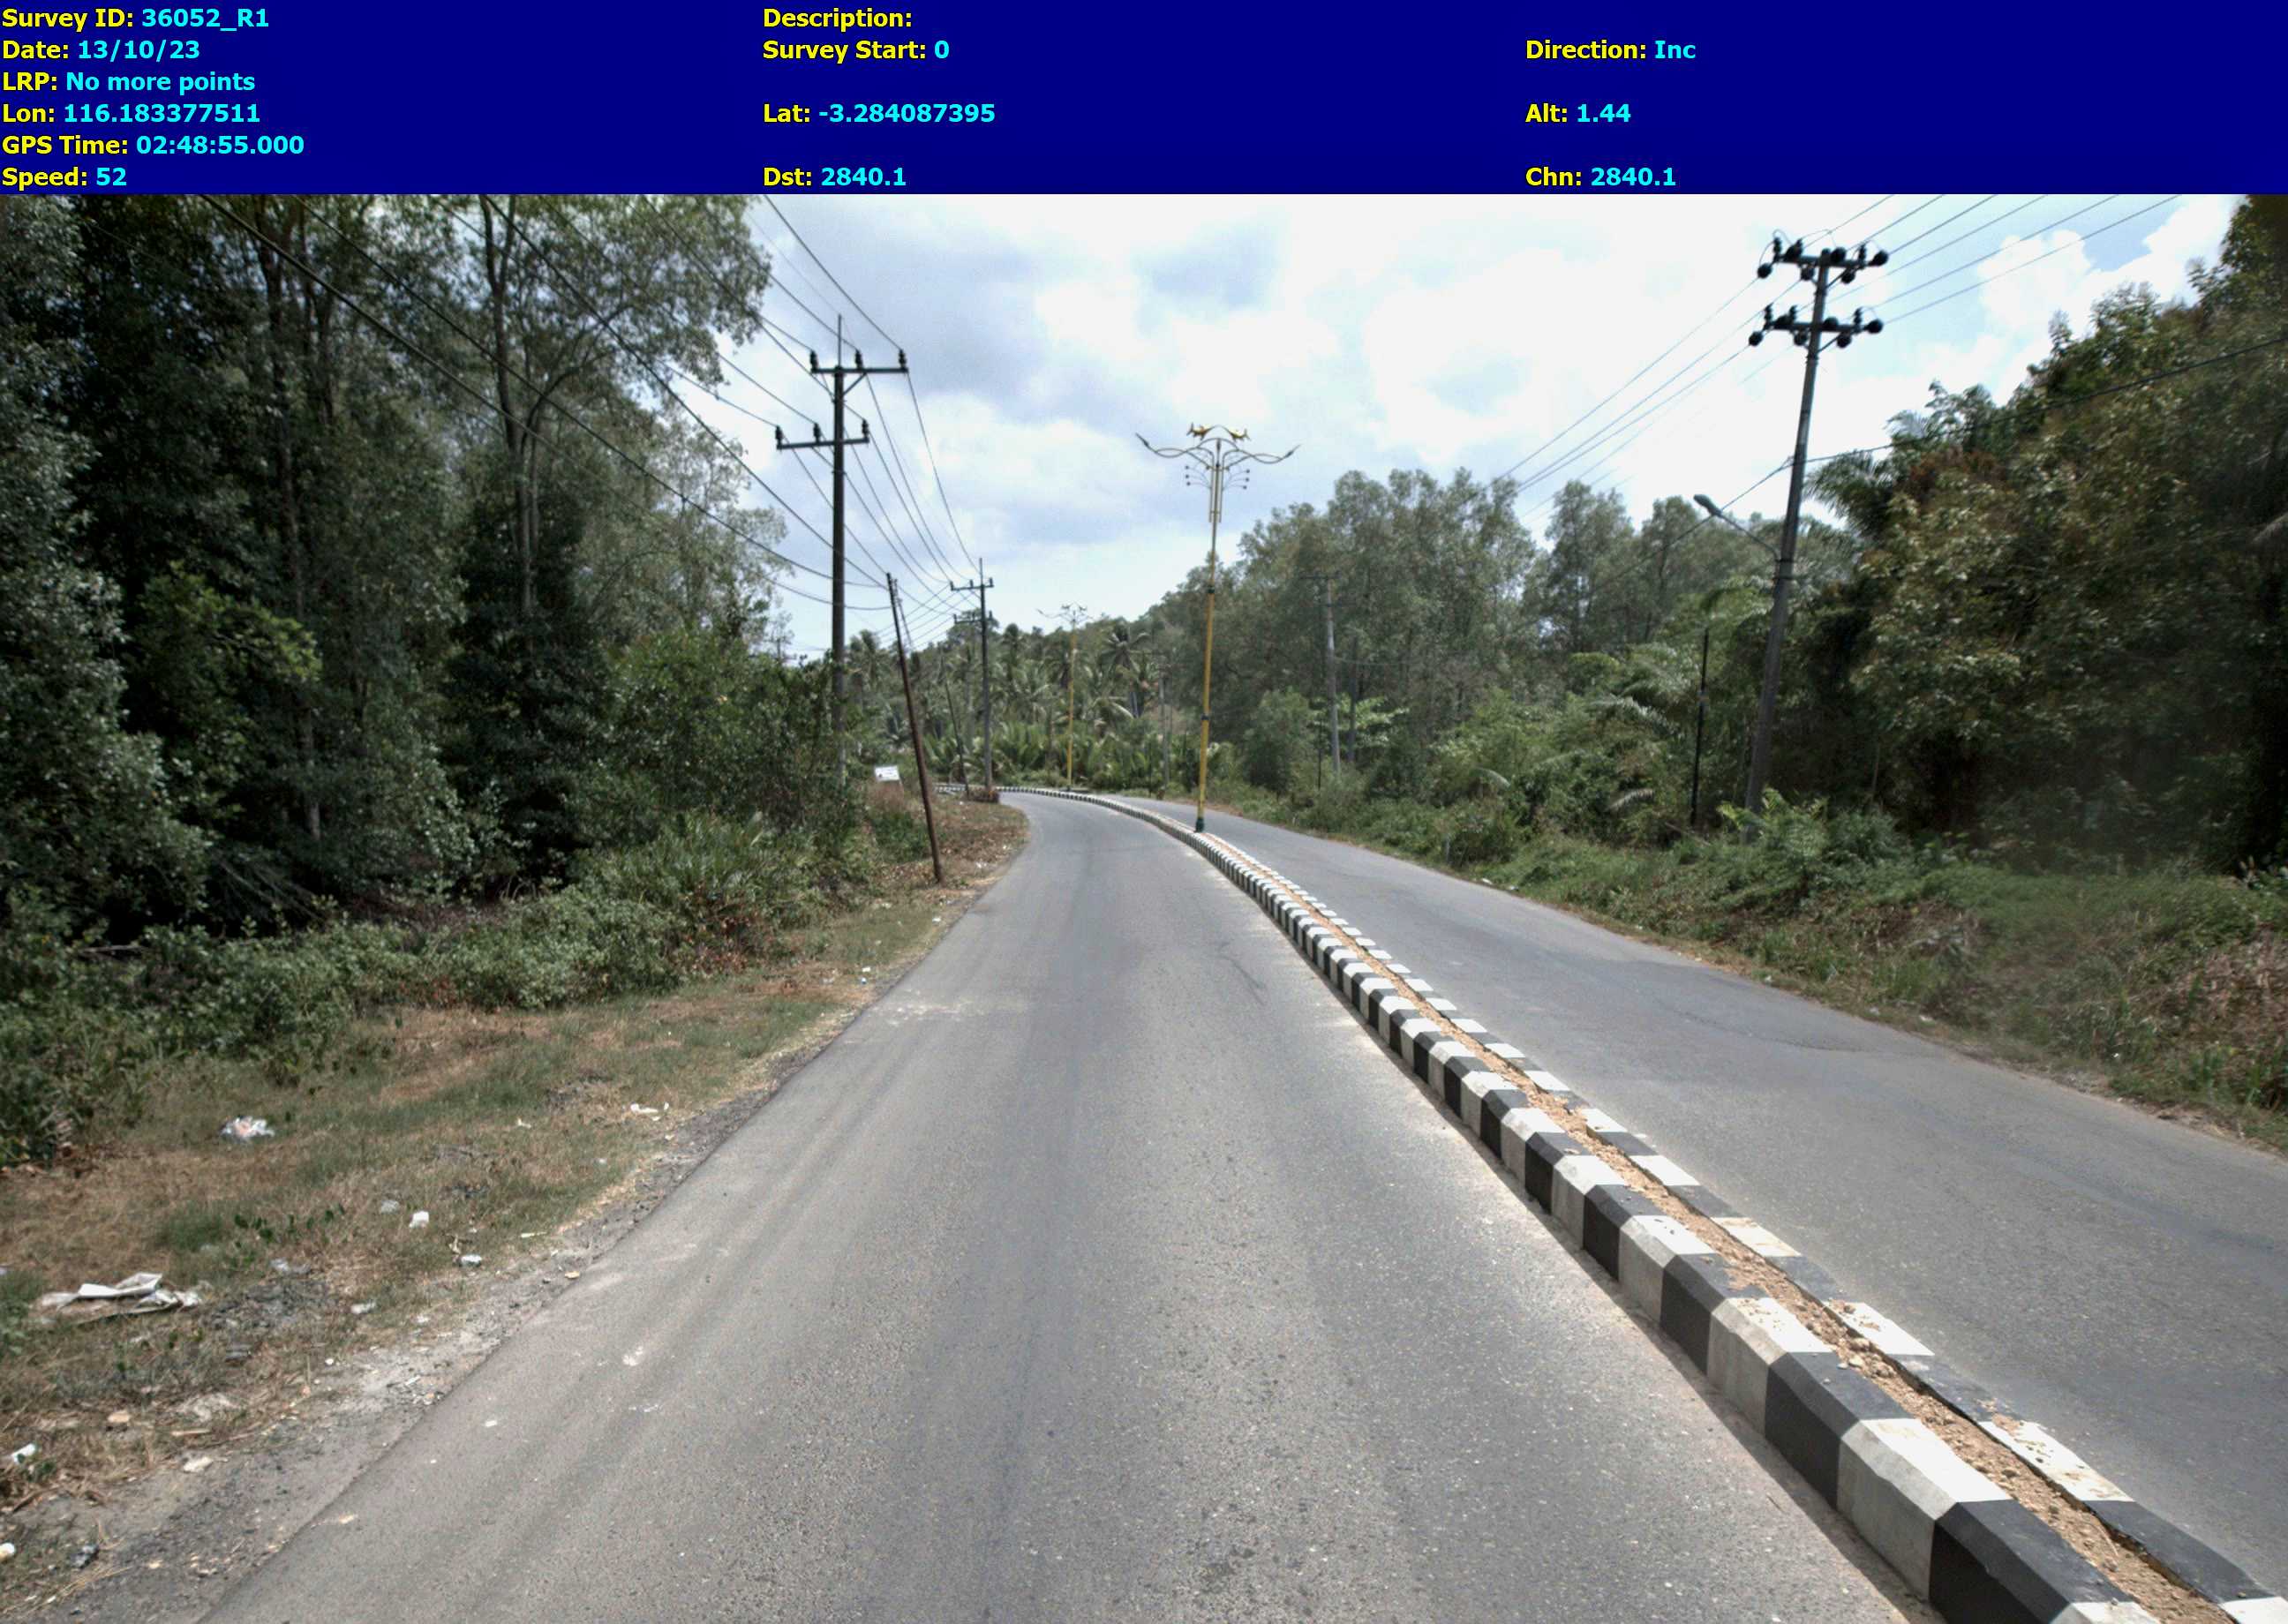 Survey ID: 36052_R1
Description:
Date: 13/10/23
Survey Start: 0
Direction: Inc
LRP: No more points
Lon: 116.183377511
Lat: -3.284087395
Alt: 1.44
GPS Time: 02:48:55.000
Speed: 52
Dst: 2840.1
Chn: 2840.1